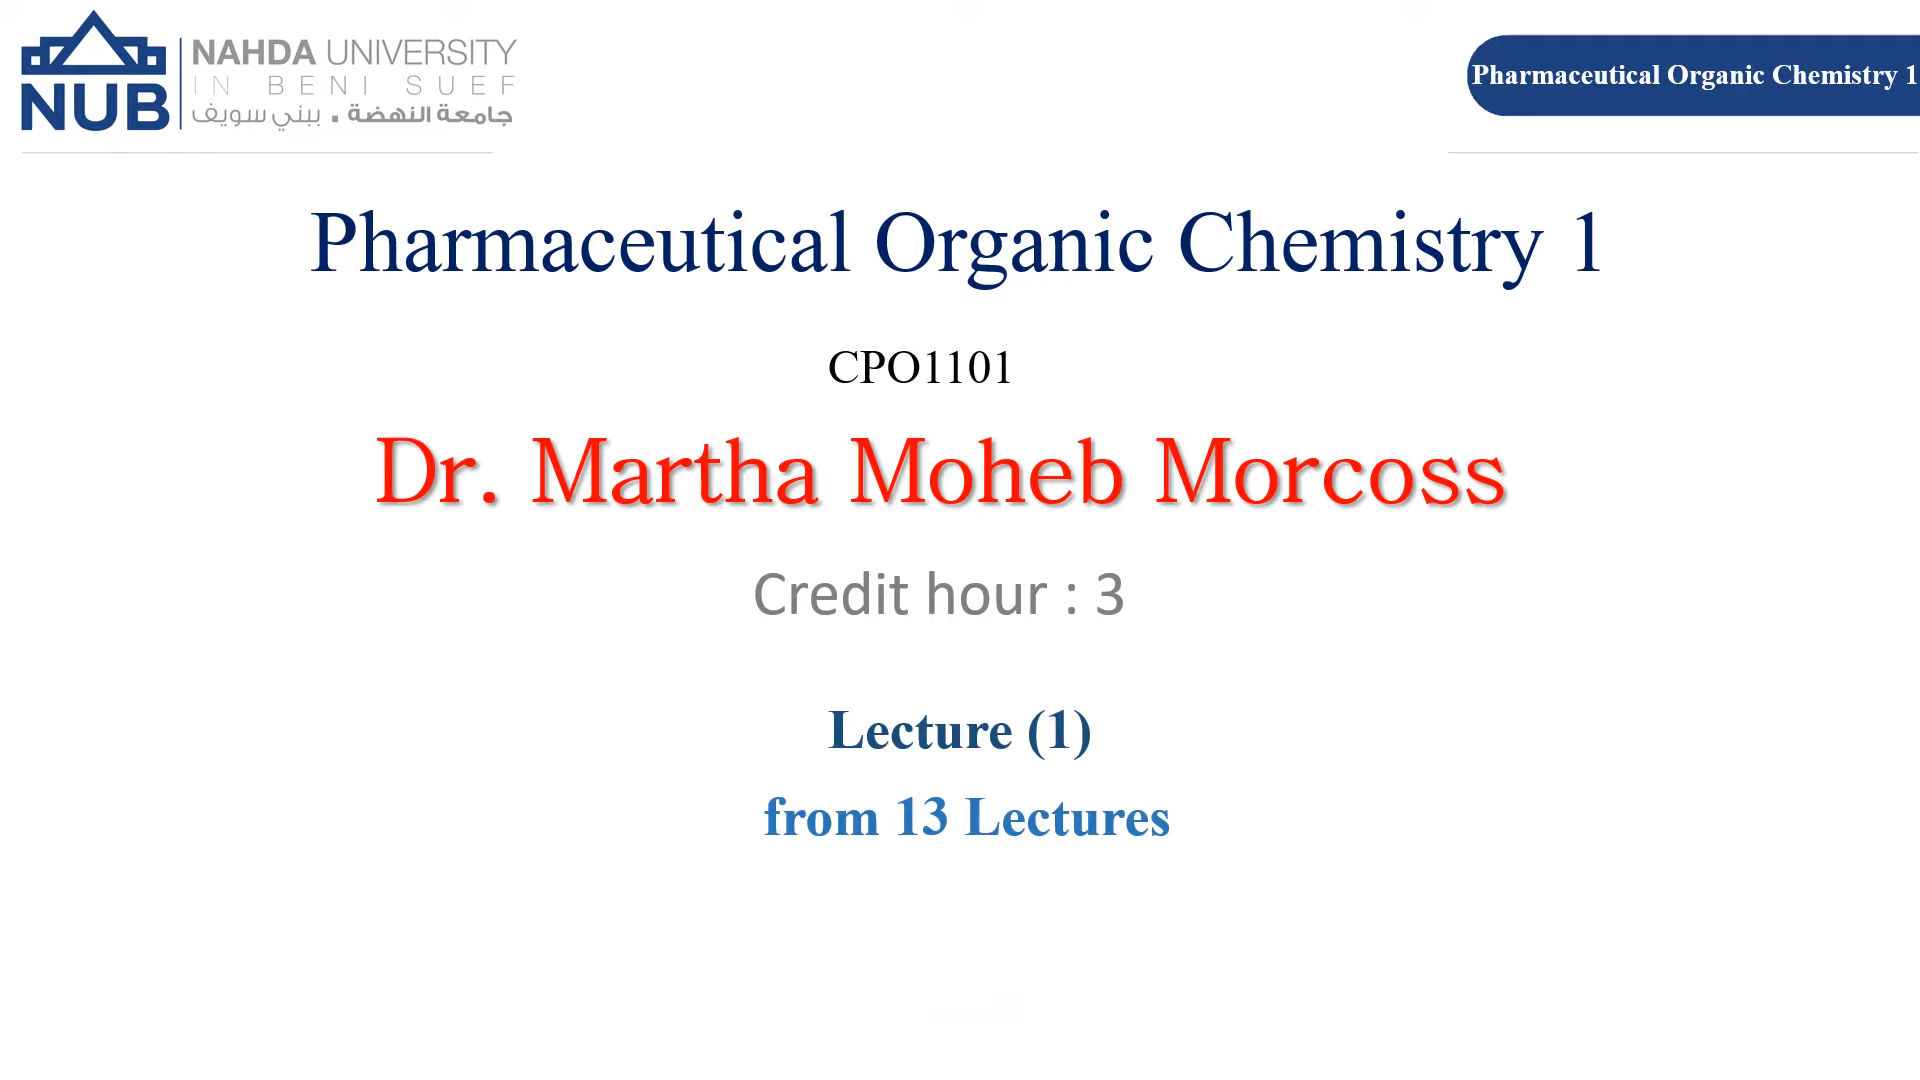 NUB
NAHDA UNIVERSITY
IN BENI SUEF
جامعة النهضة . ببني سويف
Pharmaceutical Organic Chemistry 1
Pharmaceutical Organic Chemistry 1
CPO1101
Dr. Martha Moheb Morcoss
Credit hour : 3
Lecture (1)
from 13 Lectures